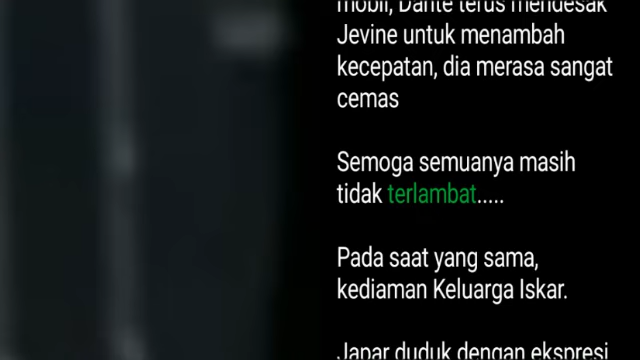 mobil, Dante terus mendesak
Jevine untuk menambah
kecepatan, dia merasa sangat
cemas
Semoga semuanya masih
tidak terlambat.....
Pada saat yang sama,
kediaman Keluarga Iskar.
Japar duduk dengan ekspresi